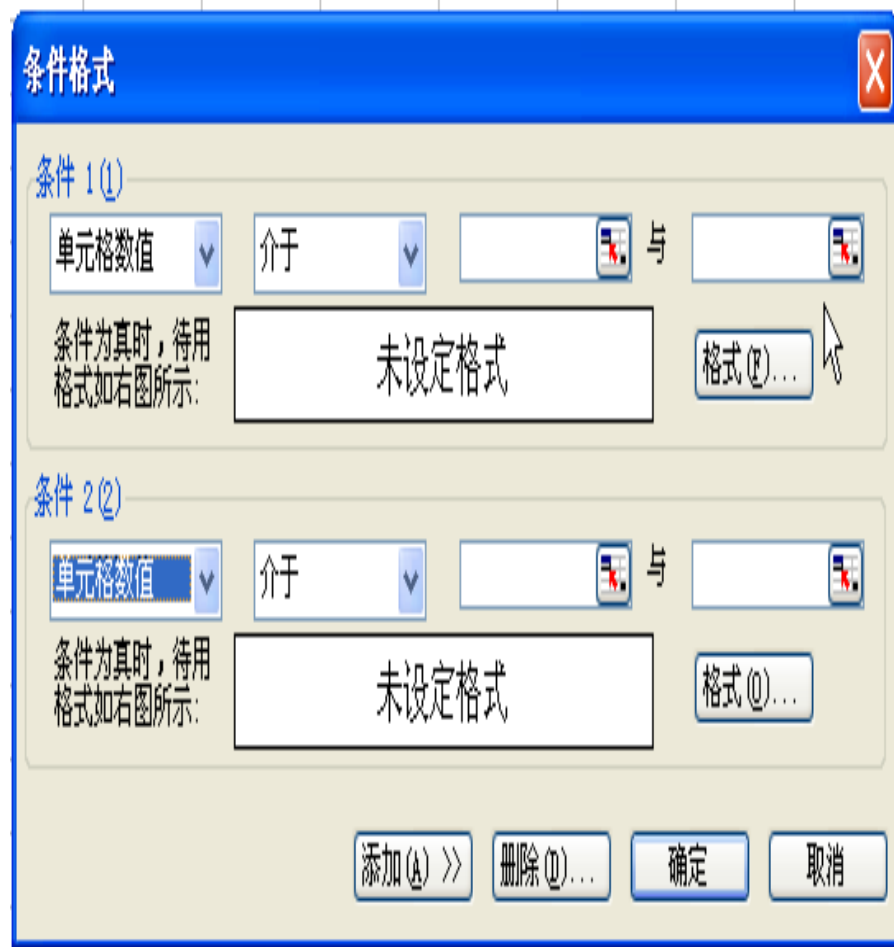 条件格式
条件 1(1)
单元格数值 介于 与
条件为真时，待用
格式如右图所示:
未设定格式
格式(F)...
条件 2(2)
单元格数值 介于 与
条件为真时，待用
格式如右图所示:
未设定格式
格式(O)...
添加(A) >> 删除(D)... 确定 取消